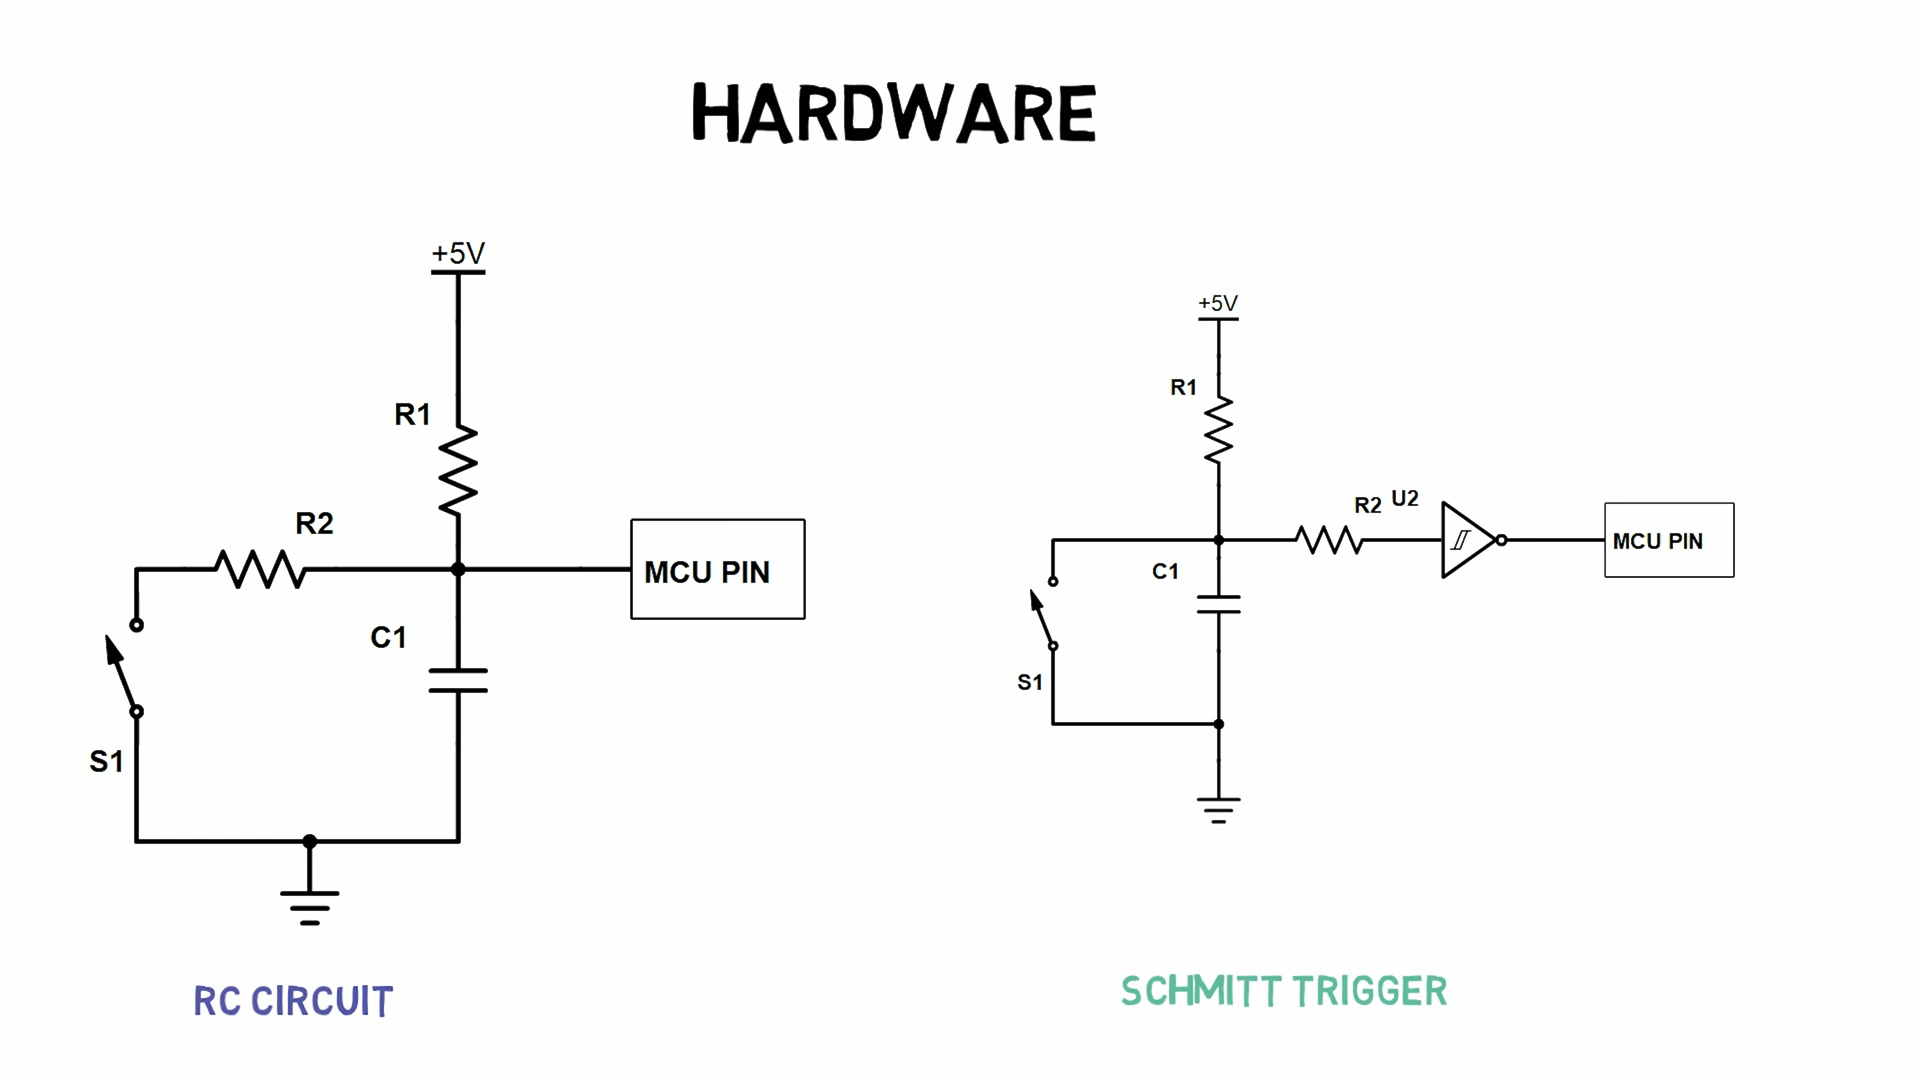 HARDWARE
+5V
R1
R2
MCU PIN
C1
S1
RC CIRCUIT
+5V
R1
R2 U2
MCU PIN
C1
S1
SCHMITT TRIGGER